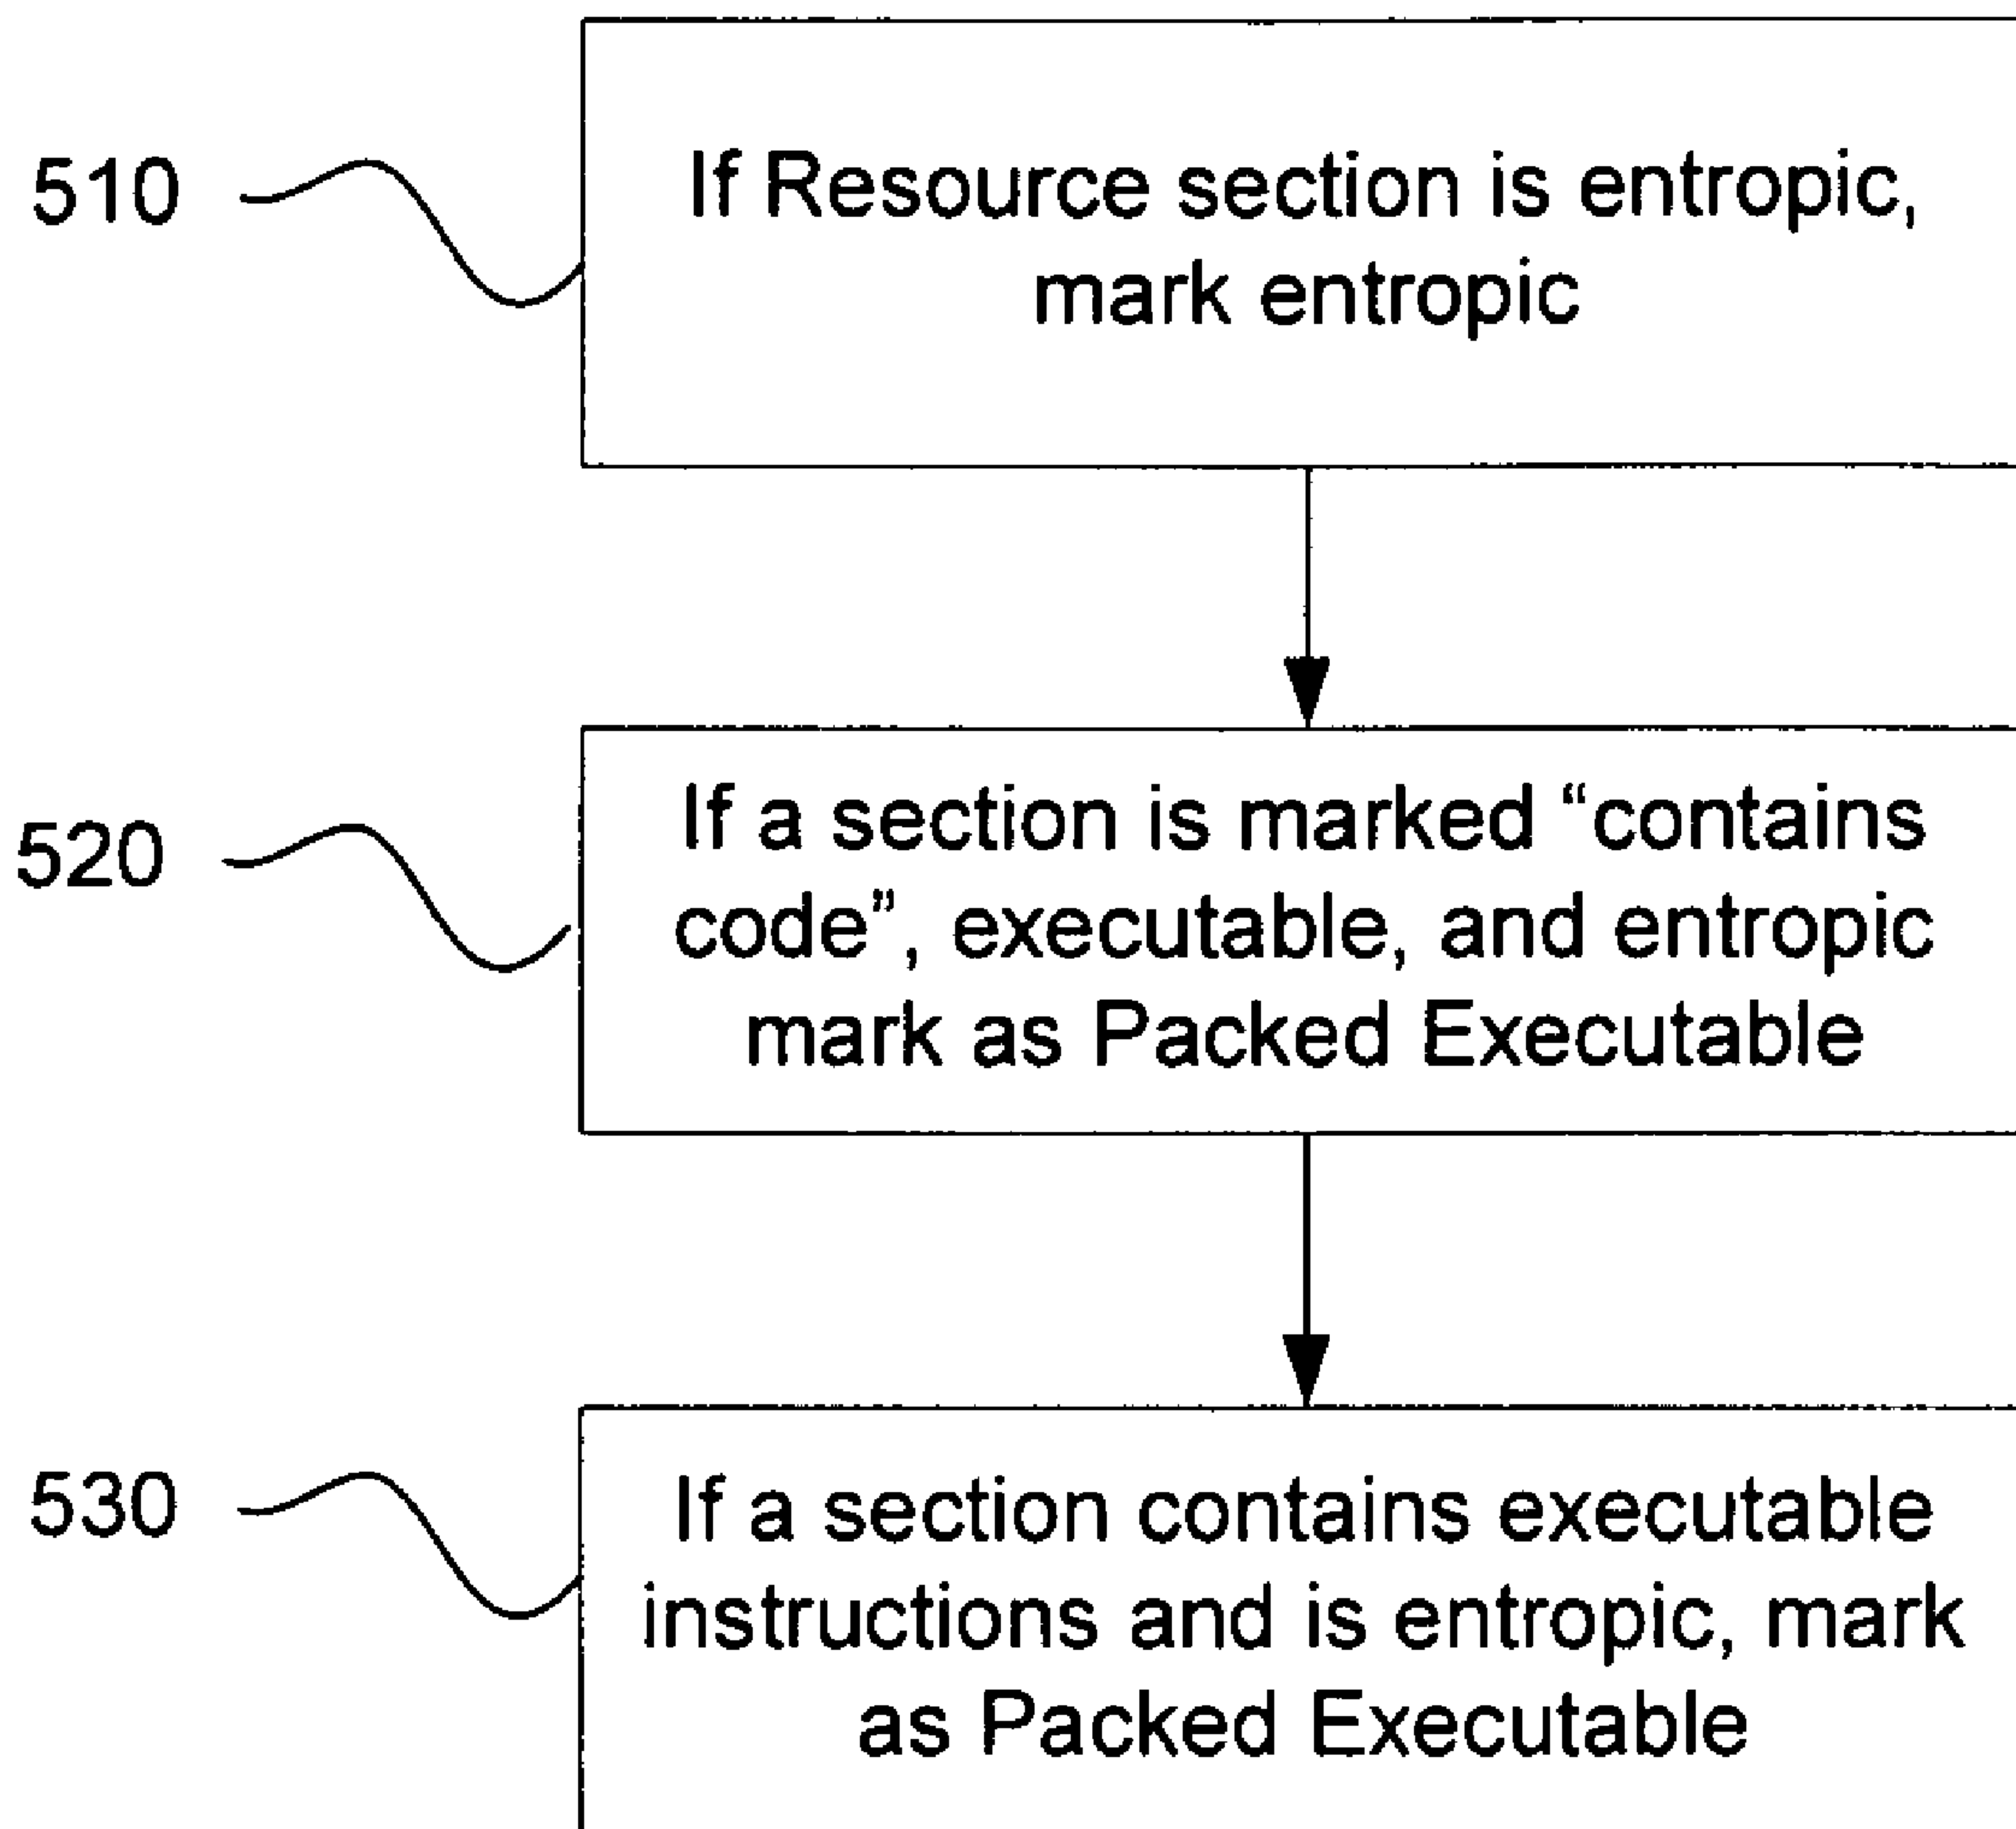 510
If Resource section is entropic,
mark entropic
520
If a section is marked “contains
code”, executable, and entropic
mark as Packed Executable
530
If a section contains executable
instructions and is entropic, mark
as Packed Executable